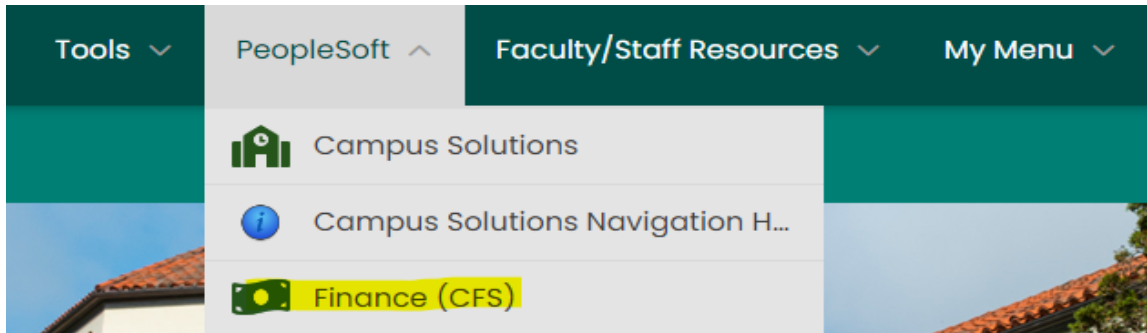 Tools PeopleSoft Faculty/Staff Resources My Menu
Campus Solutions
Campus Solutions Navigation H...
Finance (CFS)